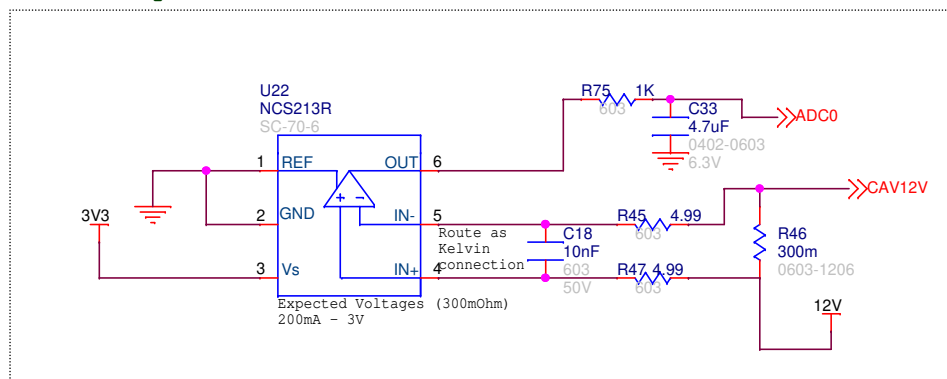 U22
NCS213R
SC-70-6
R75 1K
603
C33
4.7uF
0402-0603
6.3V
ADC0
1 REF OUT 6
3V3
2 GND
IN- 5
Route as
Kelvin
connection
C18
10nF
603
50V
R45 4.99
603
CAV12V
R46
300m
0603-1206
3 Vs
IN+ 4
R47 4.99
603
12V
Expected Voltages (300mOhm)
200mA - 3V
+ -